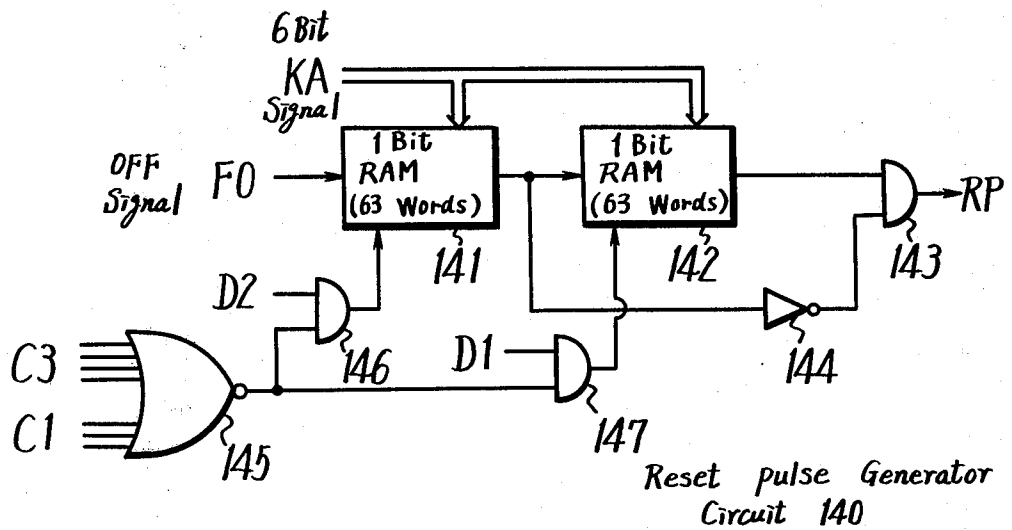 6 Bit
KA
Signal
OFF
Signal
FO
1 Bit
RAM
(63 Words)
1 Bit
RAM
(63 Words)
RP
141
142
143
D2
146
D1
144
C3
C1
145
147
Reset pulse Generator
Circuit 140